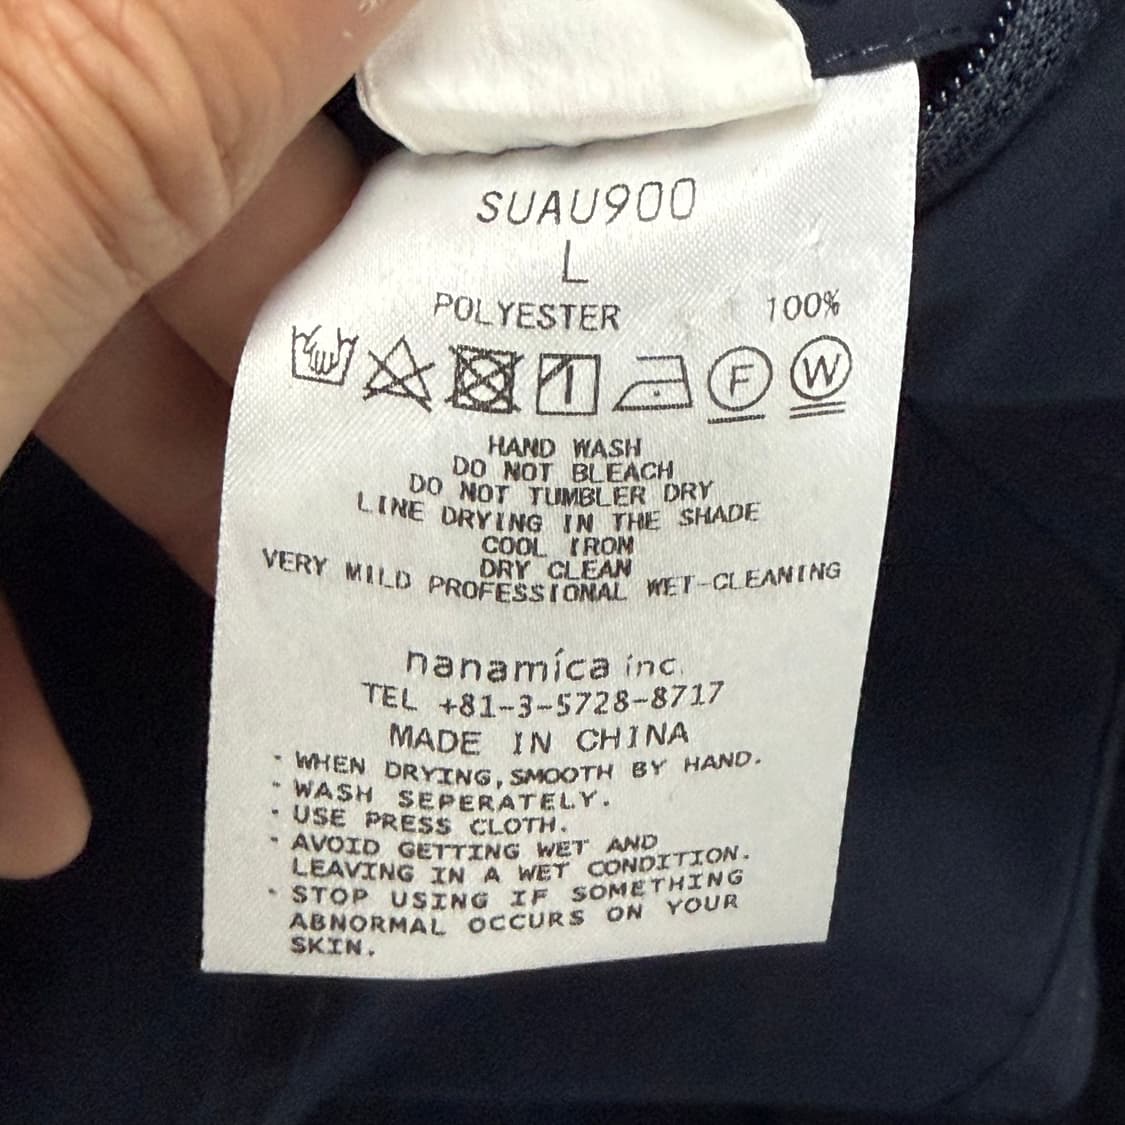 SUAU900
L
POLYESTER 100%
F W
HAND WASH
DO NOT BLEACH
DO NOT TUMBLER DRY
LINE DRYING IN THE SHADE
COOL IRON
DRY CLEAN
VERY MILD PROFESSIONAL WET-CLEANING
nanamíca inc.
TEL +81-3-5728-8717
MADE IN CHINA
・WHEN DRYING, SMOOTH BY HAND.
・WASH SEPERATELY.
・USE PRESS CLOTH.
・AVOID GETTING WET AND
LEAVING IN A WET CONDITION.
・STOP USING IF SOMETHING
ABNORMAL OCCURS ON YOUR
SKIN.